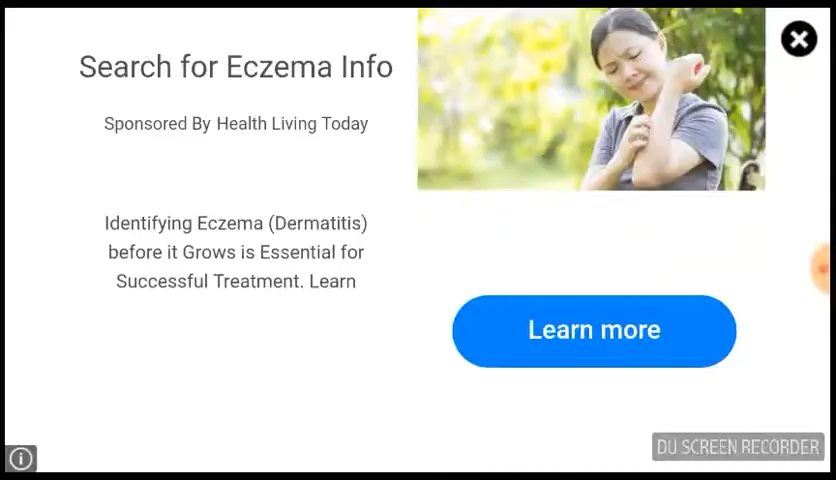 Search for Eczema Info
Sponsored By Health Living Today
Identifying Eczema (Dermatitis)
before it Grows is Essential for
Successful Treatment. Learn
Learn more
DU SCREEN RECORDER